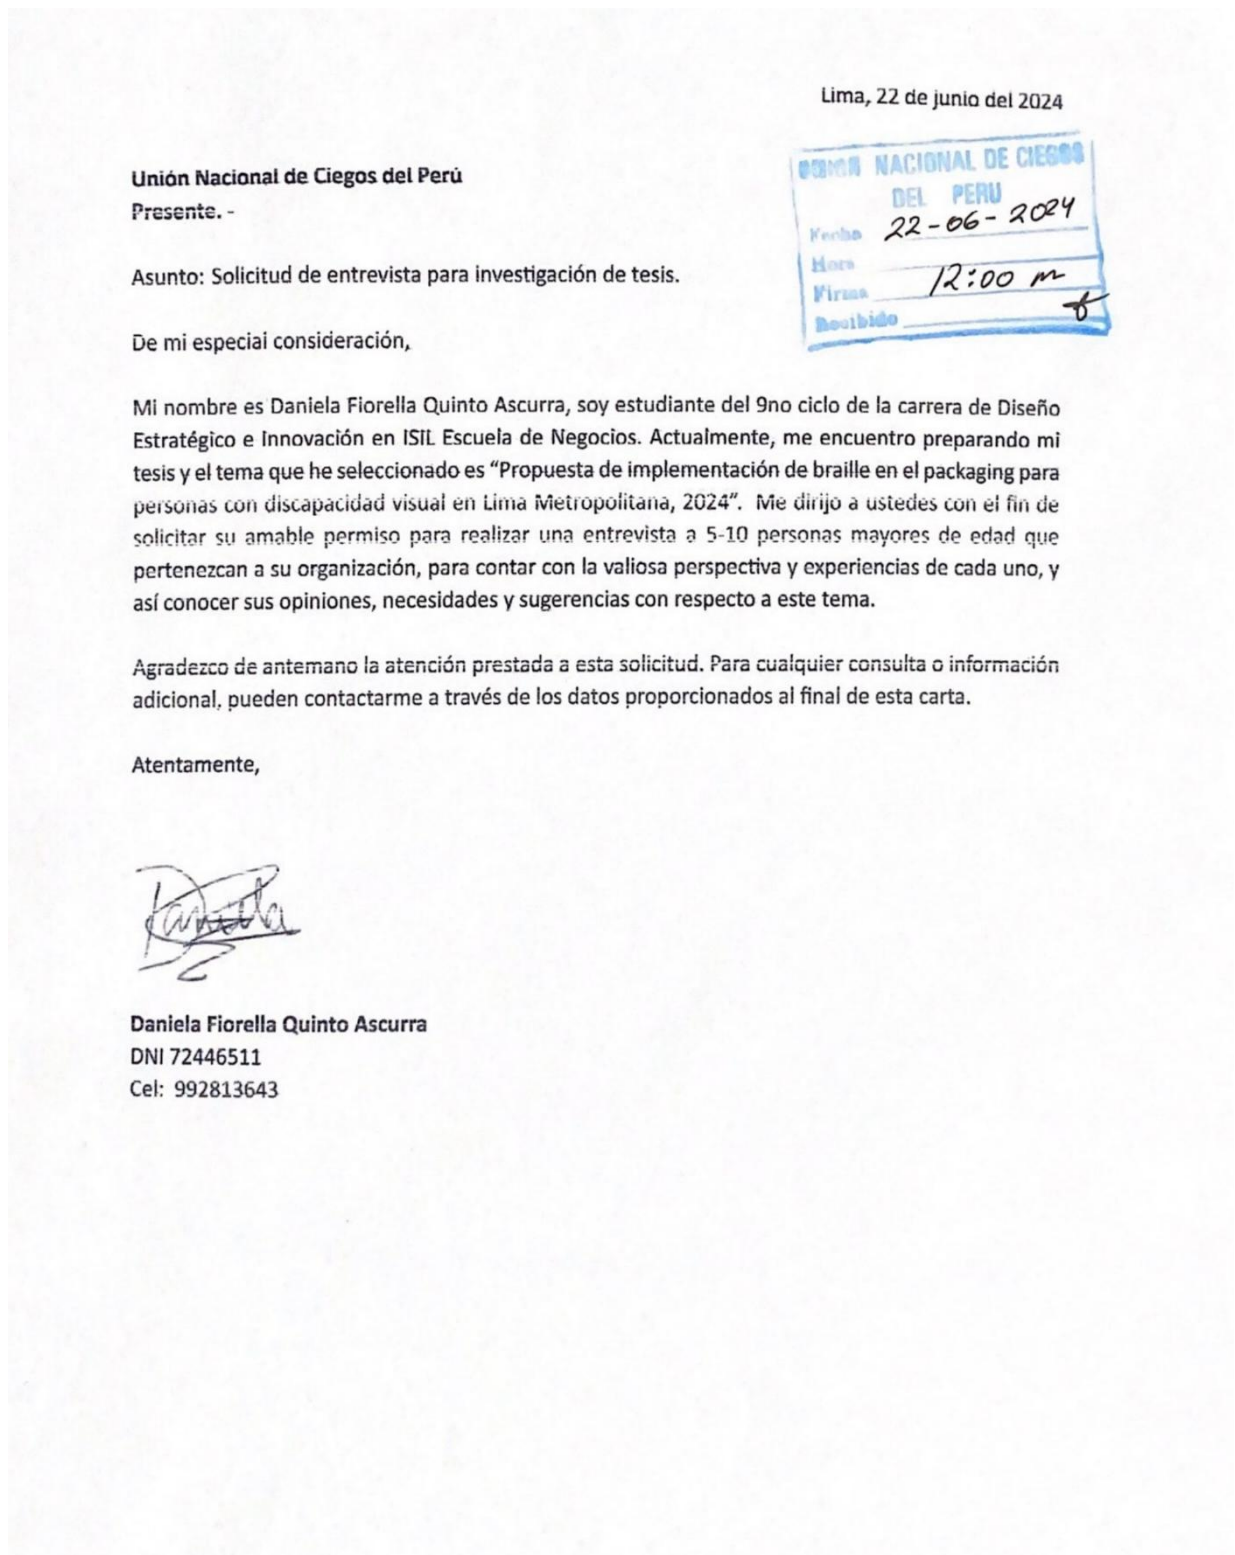 Lima, 22 de junio del 2024
UNION NACIONAL DE CIEGOS
DEL PERU
Fecha 22-06-2024
Hora
12:00 m
Firma
Recibido
Unión Nacional de Ciegos del Perú
Presente. -
Asunto: Solicitud de entrevista para investigación de tesis.
De mi especial consideración,
Mi nombre es Daniela Fiorella Quinto Ascurra, soy estudiante del 9no ciclo de la carrera de Diseño
Estratégico e Innovación en ISIL Escuela de Negocios. Actualmente, me encuentro preparando mi
tesis y el tema que he seleccionado es “Propuesta de implementación de braille en el packaging para
personas con discapacidad visual en Lima Metropolitana, 2024”. Me dirijo a ustedes con el fin de
solicitar su amable permiso para realizar una entrevista a 5-10 personas mayores de edad que
pertenezcan a su organización, para contar con la valiosa perspectiva y experiencias de cada uno, y
así conocer sus opiniones, necesidades y sugerencias con respecto a este tema.
Agradezco de antemano la atención prestada a esta solicitud. Para cualquier consulta o información
adicional, pueden contactarme a través de los datos proporcionados al final de esta carta.
Atentamente,
Daniela
Daniela Fiorella Quinto Ascurra
DNI 72446511
Cel: 992813643